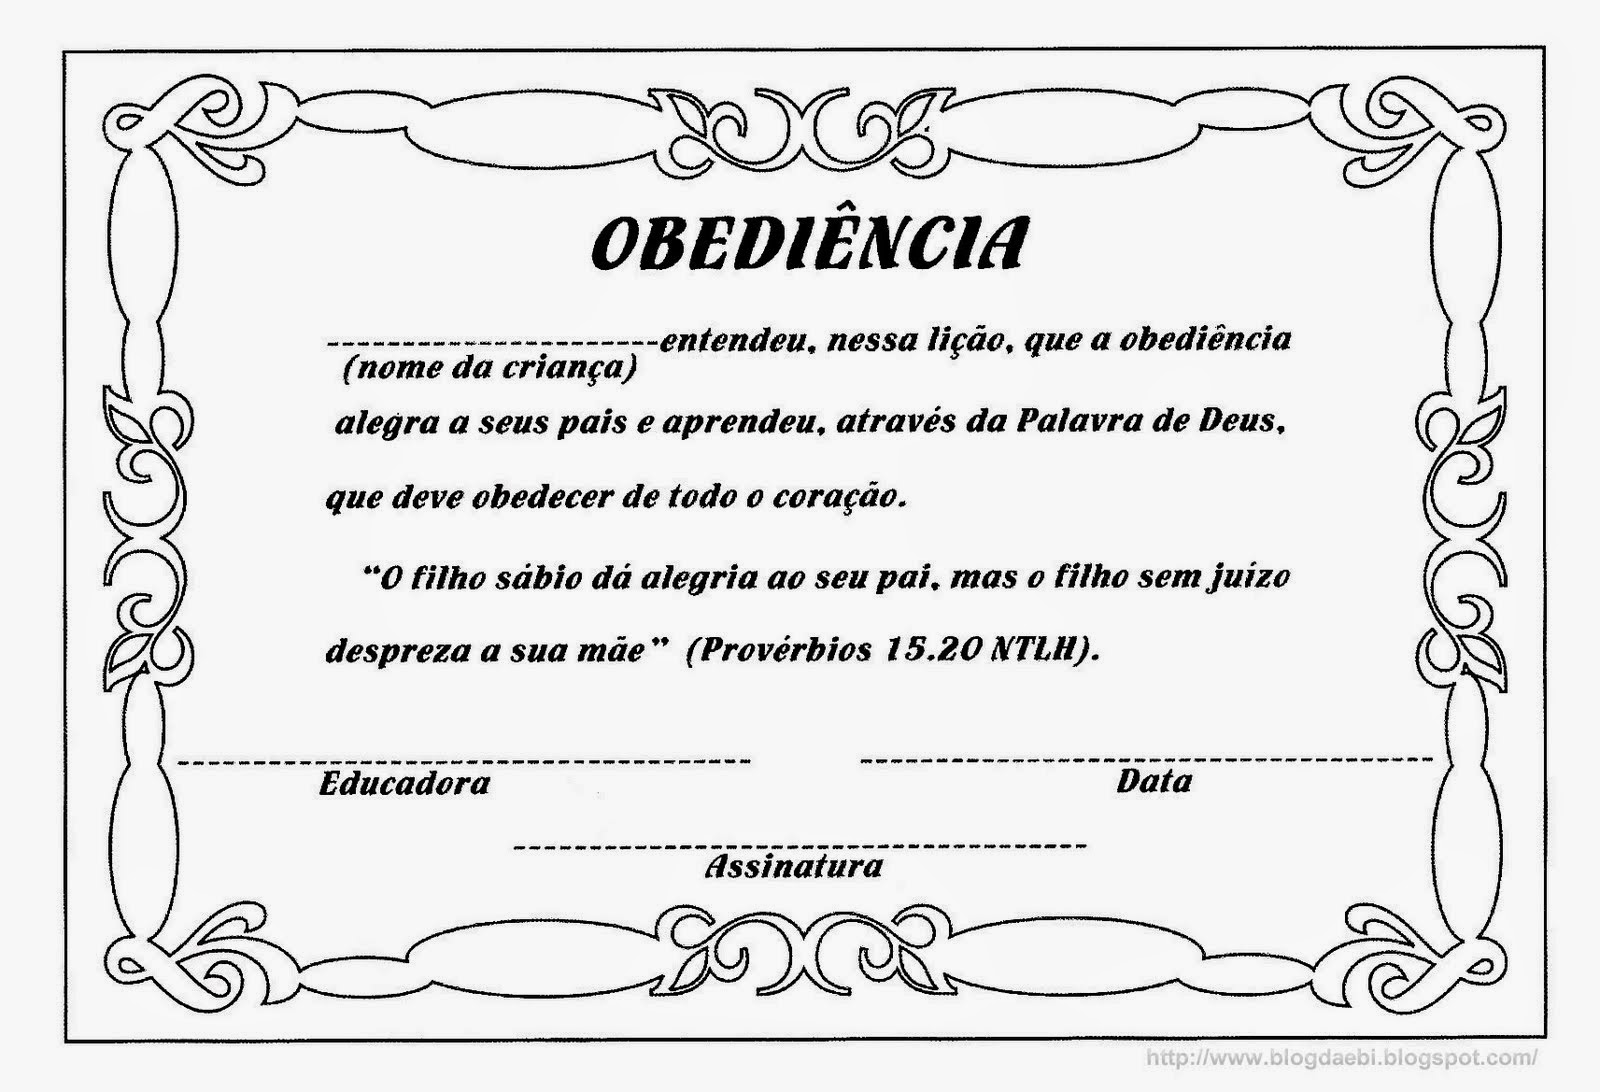 OBEDIÊNCIA
----------------------entendeu, nessa lição, que a obediência
(nome da criança)
alegra a seus pais e aprendeu, através da Palavra de Deus,
que deve obedecer de todo o coração.
“O filho sábio dá alegria ao seu pai, mas o filho sem juízo
despreza a sua mãe” (Provérbios 15.20 NTLH).
Educadora Data
Assinatura
http://www.blogdaebi.blogspot.com/